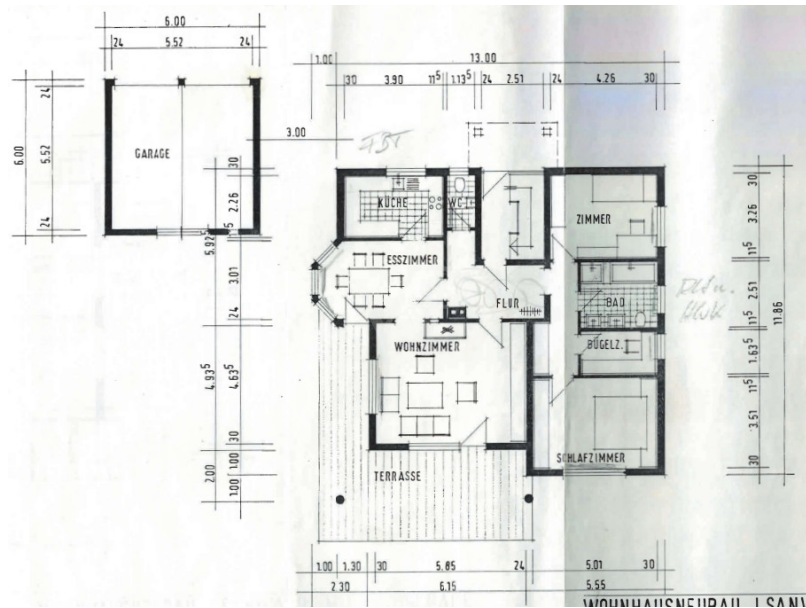 6.00
24 5.52 24
1.00
13.00
30 3.90 11⁵ 1.13⁵ 24 2.51 24 4.26 30
6.00
24
5.52
24
3.00
GARAGE
30
2.26
5.92⁵
3.01
24
4.93⁵
4.63⁵
30
2.00
1.00
1.00
KÜCHE
WC
ZIMMER
ESSZIMMER
FLUR
BAD
WOHNZIMMER
BÜGELZ.
SCHLAFZIMMER
TERRASSE
30
3.26
11⁵
2.51
11⁵
1.63⁵
11⁵
3.51
30
11.86
1.00 1.30 30 5.85 24 5.01 30
2.30 6.15 5.55
WOHNHAUSNEUBAU